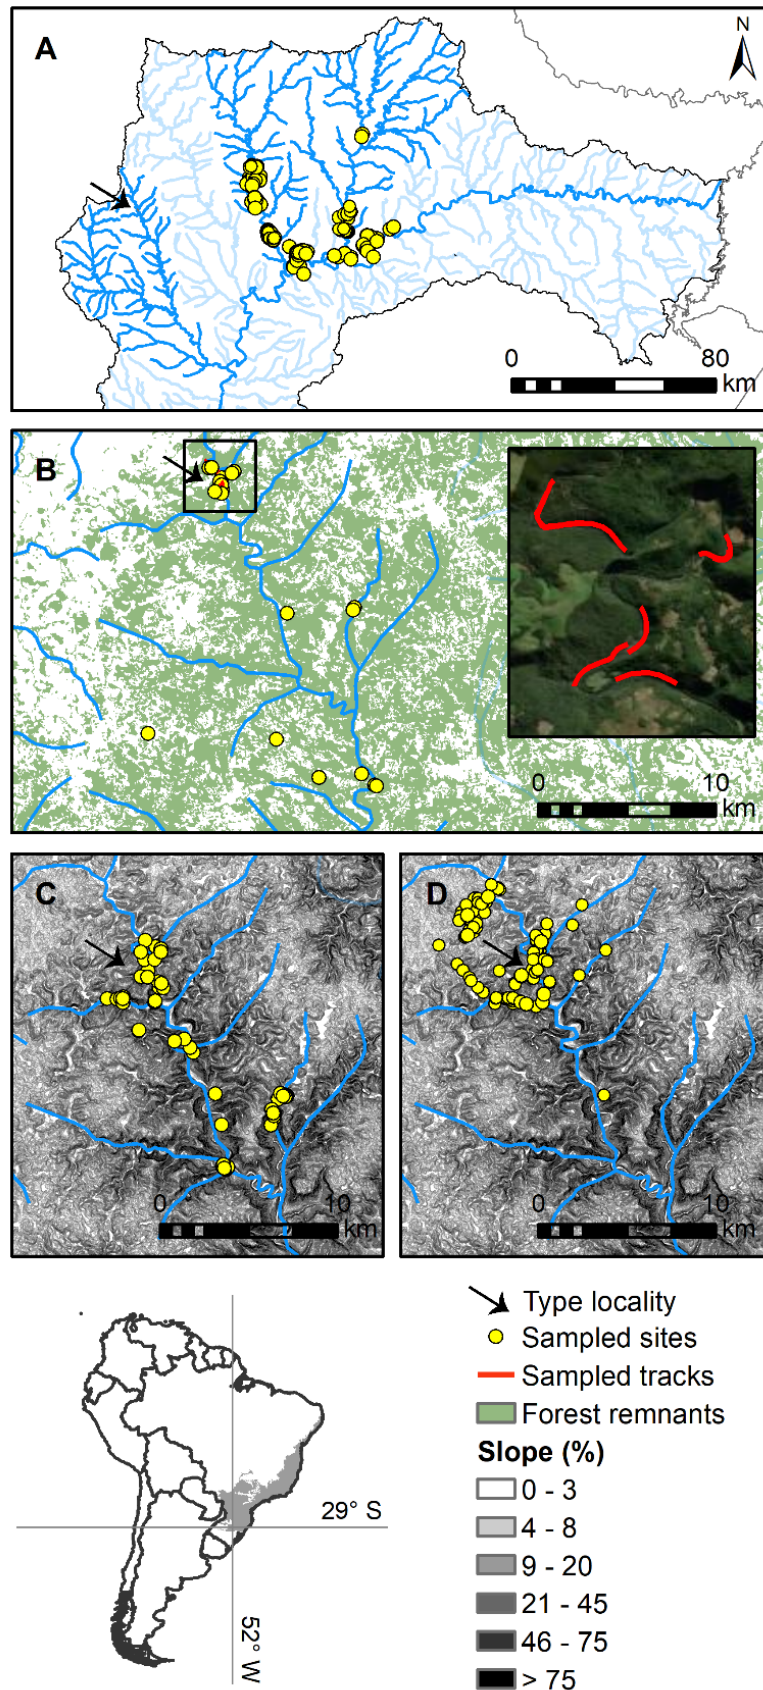 A
N
0 80
km
B
0 10
km
C
D
0 10
km
0 10
km
Type locality
Sampled sites
Sampled tracks
Forest remnants
Slope (%)
0 - 3
4 - 8
9 - 20
21 - 45
46 - 75
> 75
29° S
52° W